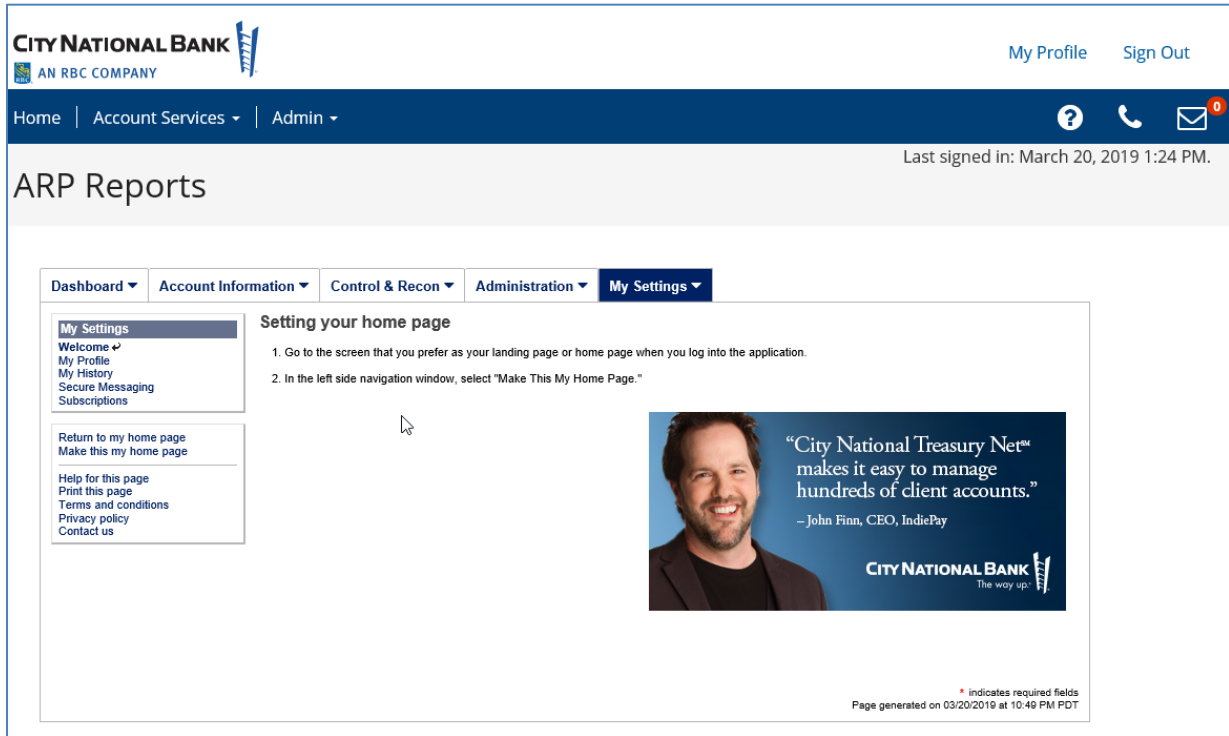 CITY NATIONAL BANK
RBC AN RBC COMPANY
My Profile Sign Out
Home Account Services Admin
? 0
Last signed in: March 20, 2019 1:24 PM.
ARP Reports
Dashboard Account Information Control & Recon Administration My Settings
My Settings
Welcome
My Profile
My History
Secure Messaging
Subscriptions
Return to my home page
Make this my home page
Help for this page
Print this page
Terms and conditions
Privacy policy
Contact us
Setting your home page
1. Go to the screen that you prefer as your landing page or home page when you log into the application.
2. In the left side navigation window, select "Make This My Home Page."
“City National Treasury Net℠
makes it easy to manage
hundreds of client accounts.”
– John Finn, CEO, IndiePay
CITY NATIONAL BANK
The way up.
* indicates required fields
Page generated on 03/20/2019 at 10:49 PM PDT